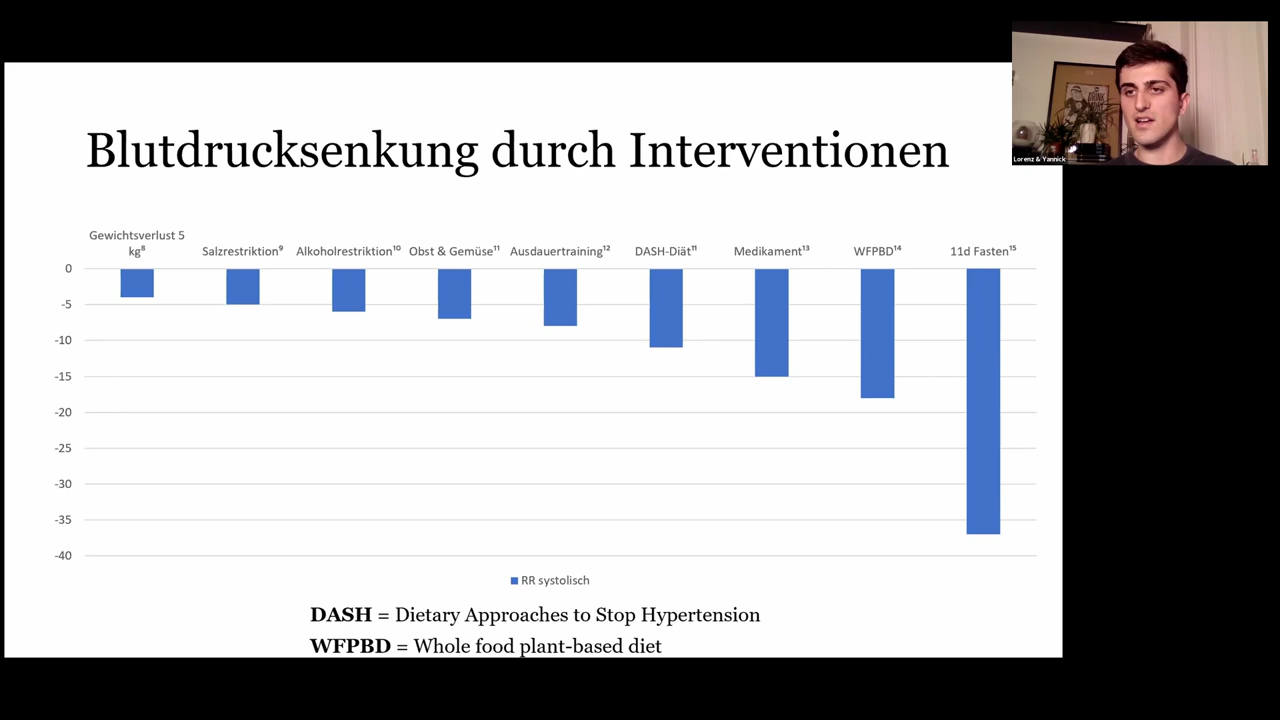 Blutdrucksenkung durch Interventionen
Gewichtsverlust 5
kg⁸
Salzrestriktion⁹
Alkoholrestriktion¹⁰
Obst & Gemüse¹¹
Ausdauertraining¹²
DASH-Diät¹¹
Medikament¹³
WFPBD¹⁴
11d Fasten¹⁵
0
-5
-10
-15
-20
-25
-30
-35
-40
RR systolisch
DASH = Dietary Approaches to Stop Hypertension
WFPBD = Whole food plant-based diet
DRINK
Lorenz & Yannick